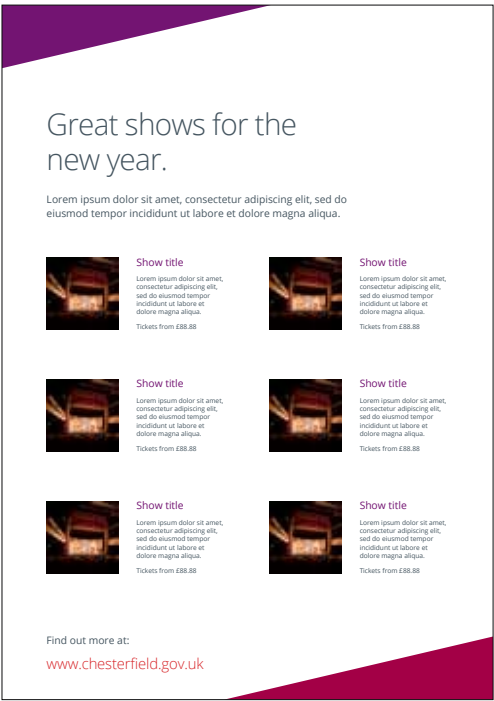 Great shows for the
new year.
Lorem ipsum dolor sit amet, consectetur adipiscing elit, sed do
eiusmod tempor incididunt ut labore et dolore magna aliqua.
Show title
Lorem ipsum dolor sit amet,
consectetur adipiscing elit,
sed do eiusmod tempor
incididunt ut labore et
dolore magna aliqua.
Tickets from £88.88
Show title
Lorem ipsum dolor sit amet,
consectetur adipiscing elit,
sed do eiusmod tempor
incididunt ut labore et
dolore magna aliqua.
Tickets from £88.88
Show title
Lorem ipsum dolor sit amet,
consectetur adipiscing elit,
sed do eiusmod tempor
incididunt ut labore et
dolore magna aliqua.
Tickets from £88.88
Show title
Lorem ipsum dolor sit amet,
consectetur adipiscing elit,
sed do eiusmod tempor
incididunt ut labore et
dolore magna aliqua.
Tickets from £88.88
Show title
Lorem ipsum dolor sit amet,
consectetur adipiscing elit,
sed do eiusmod tempor
incididunt ut labore et
dolore magna aliqua.
Tickets from £88.88
Show title
Lorem ipsum dolor sit amet,
consectetur adipiscing elit,
sed do eiusmod tempor
incididunt ut labore et
dolore magna aliqua.
Tickets from £88.88
Find out more at:
www.chesterfield.gov.uk